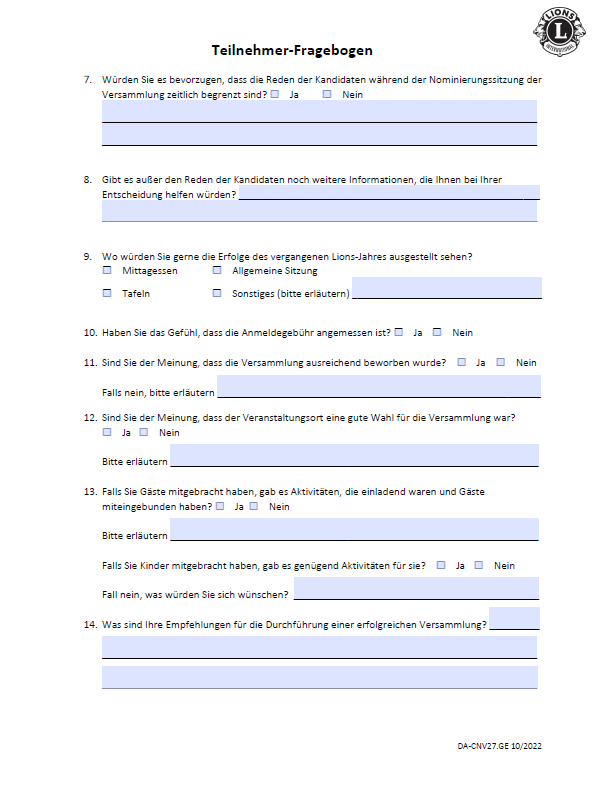 LIONS
L
INTERNATIONAL
Teilnehmer-Fragebogen
7. Würden Sie es bevorzugen, dass die Reden der Kandidaten während der Nominierungssitzung der
Versammlung zeitlich begrenzt sind? Ja Nein
8. Gibt es außer den Reden der Kandidaten noch weitere Informationen, die Ihnen bei Ihrer
Entscheidung helfen würden?
9. Wo würden Sie gerne die Erfolge des vergangenen Lions-Jahres ausgestellt sehen?
Mittagessen Allgemeine Sitzung
Tafeln Sonstiges (bitte erläutern)
10. Haben Sie das Gefühl, dass die Anmeldegebühr angemessen ist? Ja Nein
11. Sind Sie der Meinung, dass die Versammlung ausreichend beworben wurde? Ja Nein
Falls nein, bitte erläutern
12. Sind Sie der Meinung, dass der Veranstaltungsort eine gute Wahl für die Versammlung war?
Ja Nein
Bitte erläutern
13. Falls Sie Gäste mitgebracht haben, gab es Aktivitäten, die einladend waren und Gäste
miteingebunden haben? Ja Nein
Bitte erläutern
Falls Sie Kinder mitgebracht haben, gab es genügend Aktivitäten für sie? Ja Nein
Fall nein, was würden Sie sich wünschen?
14. Was sind Ihre Empfehlungen für die Durchführung einer erfolgreichen Versammlung?
DA-CNV27.GE 10/2022